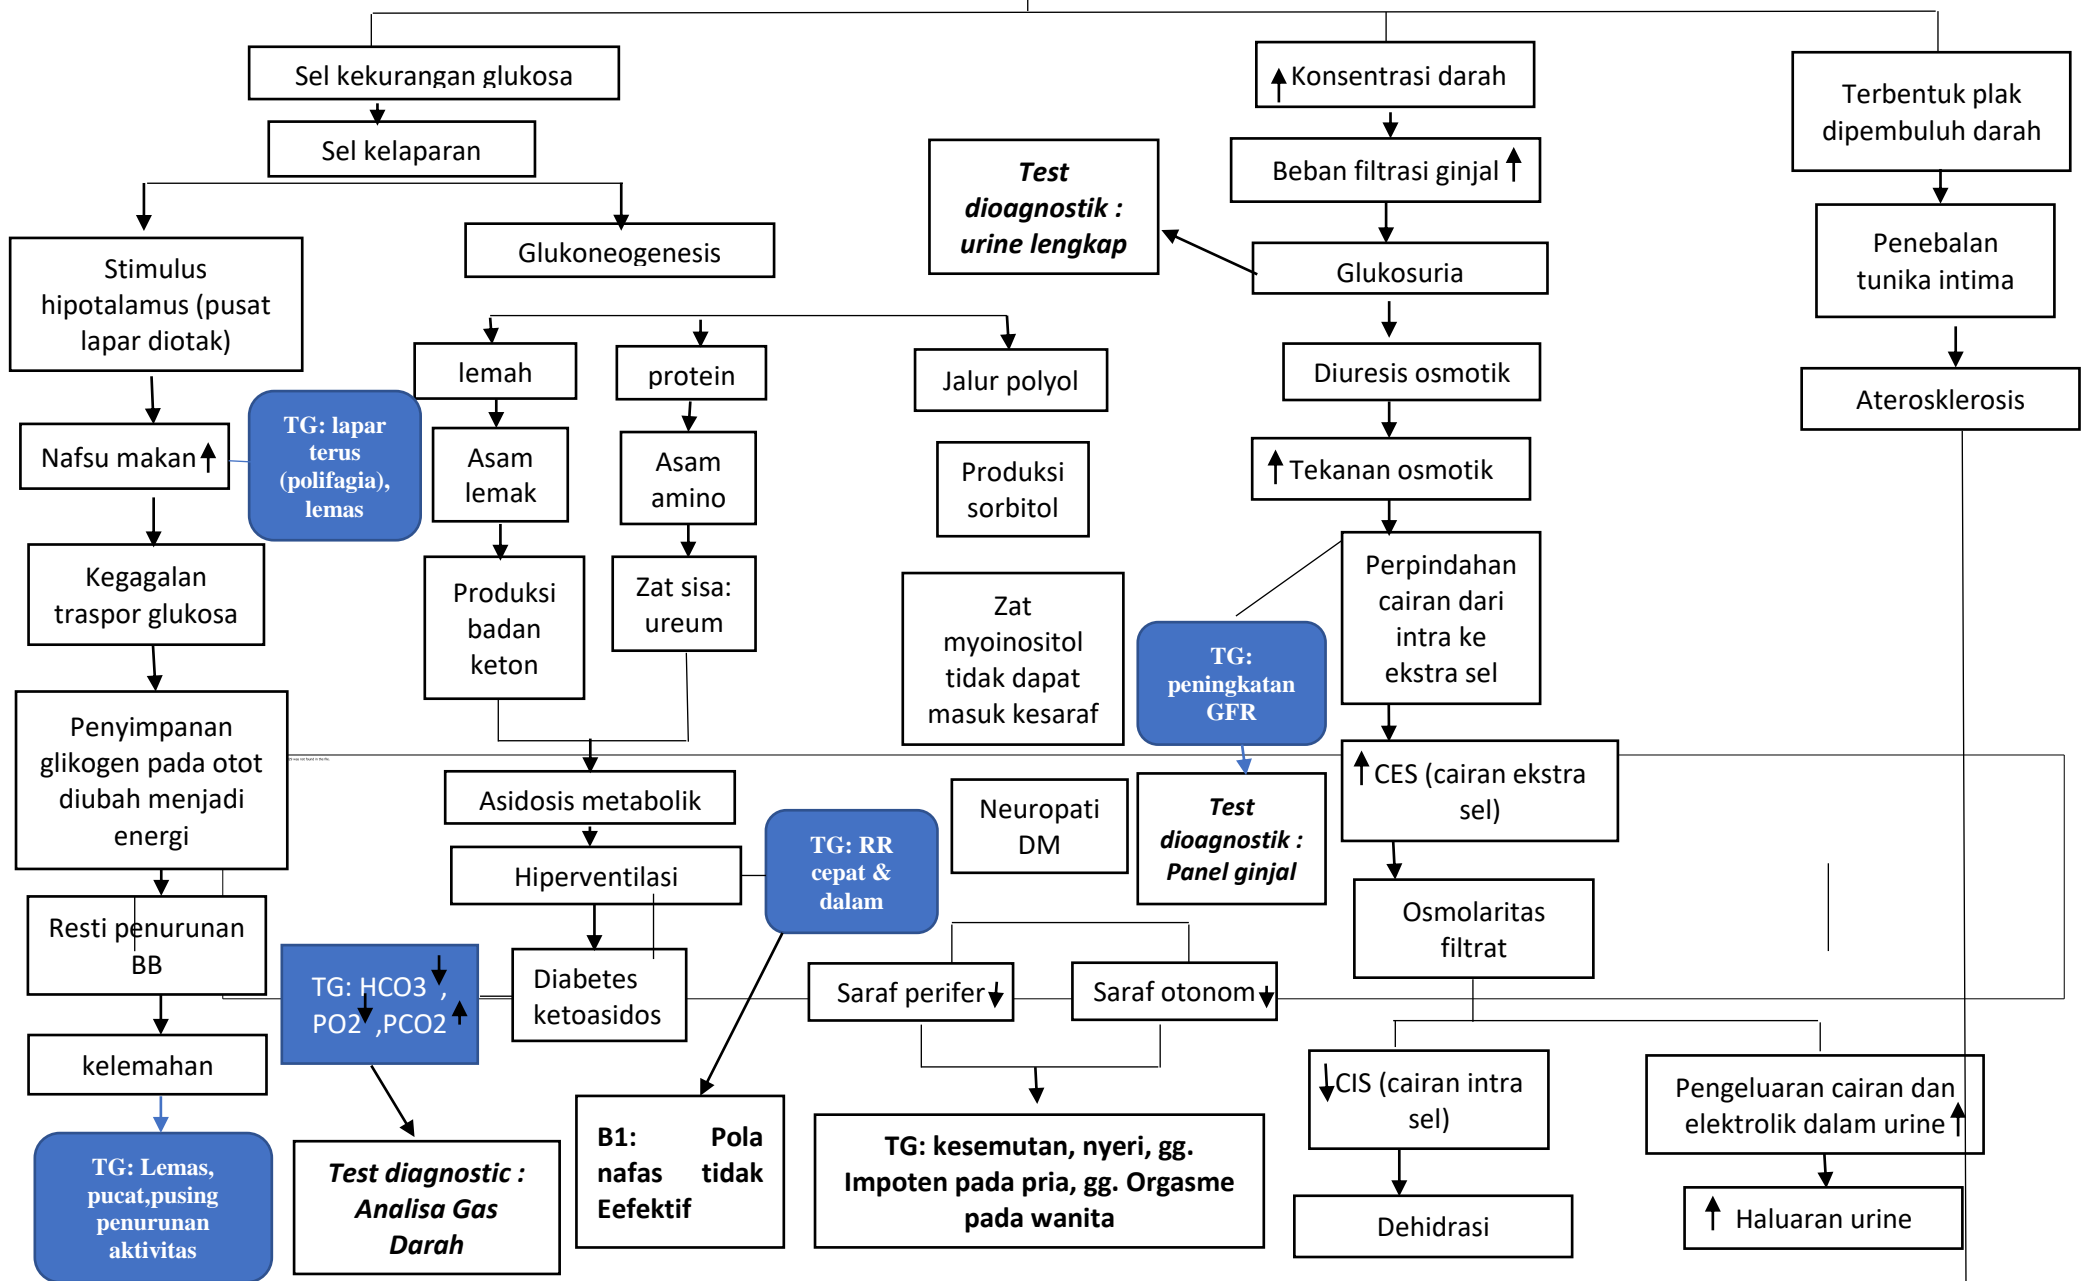 Sel kekurangan glukosa
Sel kelaparan
Stimulus
hipotalamus (pusat
lapar diotak)
Nafsu makan
TG: lapar
terus
(polifagia),
lemas
Kegagalan
traspor glukosa
Penyimpanan
glikogen pada otot
diubah menjadi
energi
Resti penurunan
BB
kelemahan
TG: Lemas,
pucat,pusing
penurunan
aktivitas
Glukoneogenesis
lemah
Asam
lemak
Produksi
badan
keton
protein
Asam
amino
Zat sisa:
ureum
Asidosis metabolik
Hiperventilasi
TG: RR
cepat &
dalam
Diabetes
ketoasidos
TG: HCO3 ,
PO2 ,PCO2
Test diagnostic :
Analisa Gas
Darah
B1: Pola
nafas tidak
Eefektif
Jalur polyol
Produksi
sorbitol
Zat
myoinositol
tidak dapat
masuk kesaraf
Neuropati
DM
Saraf perifer
Saraf otonom
TG: kesemutan, nyeri, gg.
Impoten pada pria, gg. Orgasme
pada wanita
Konsentrasi darah
Beban filtrasi ginjal
Test
dioagnostik :
urine lengkap
Glukosuria
Diuresis osmotik
Tekanan osmotik
Perpindahan
cairan dari
intra ke
ekstra sel
TG:
peningkatan
GFR
Test
dioagnostik :
Panel ginjal
CES (cairan ekstra
sel)
Osmolaritas
filtrat
CIS (cairan intra
sel)
Dehidrasi
Pengeluaran cairan dan
elektrolik dalam urine
Haluaran urine
Terbentuk plak
dipembuluh darah
Penebalan
tunika intima
Aterosklerosis